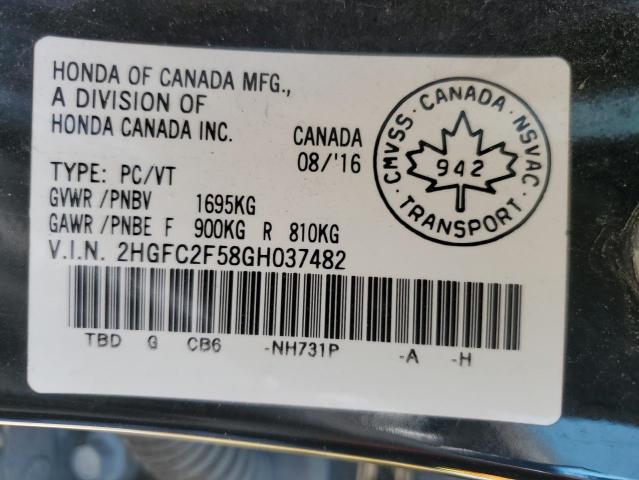 HONDA OF CANADA MFG.,
A DIVISION OF
HONDA CANADA INC.
CANADA
08/'16
TYPE: PC/VT
GVWR /PNBV 1695KG
GAWR /PNBE F 900KG R 810KG
V.I.N. 2HGFC2F58GH037482
TBD G CB6 -NH731P -A -H
CMVSS · CANADA · NSVAC
942
· TRANSPORT ·